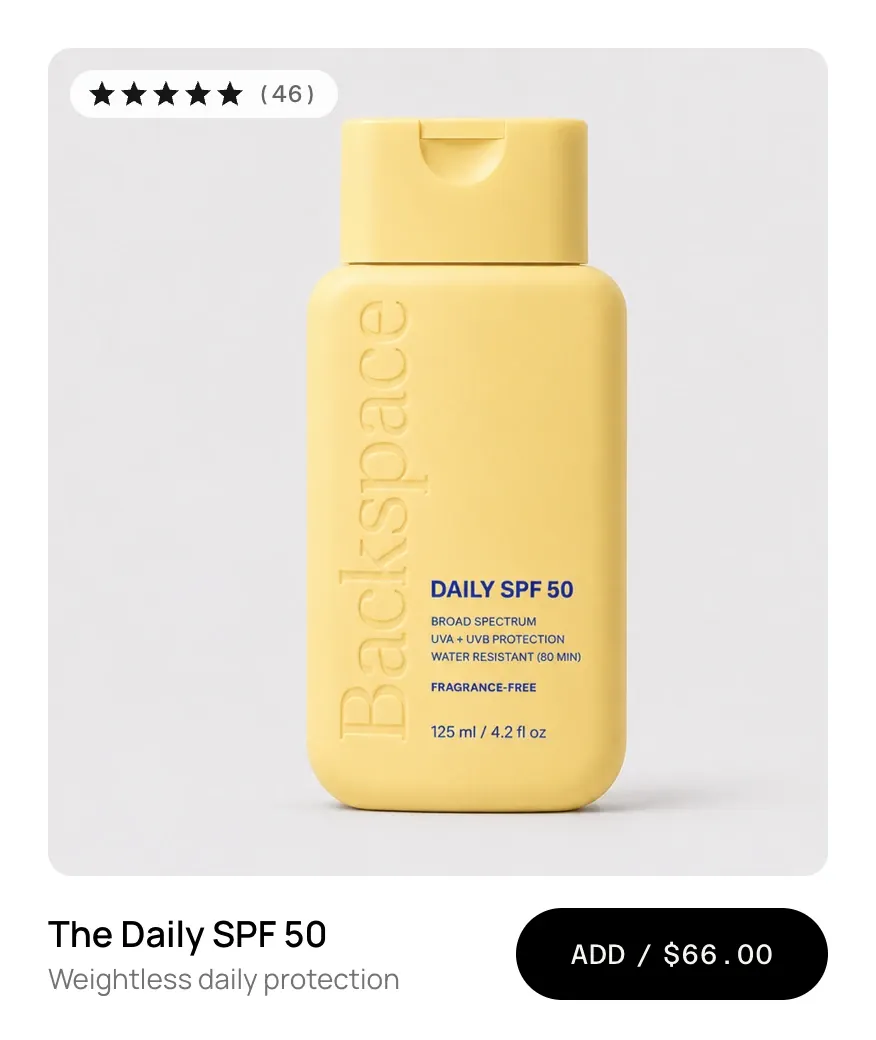 (46)
Backspace
DAILY SPF 50
BROAD SPECTRUM
UVA + UVB PROTECTION
WATER RESISTANT (80 MIN)
FRAGRANCE-FREE
125 ml / 4.2 fl oz
The Daily SPF 50
Weightless daily protection
ADD / $66.00